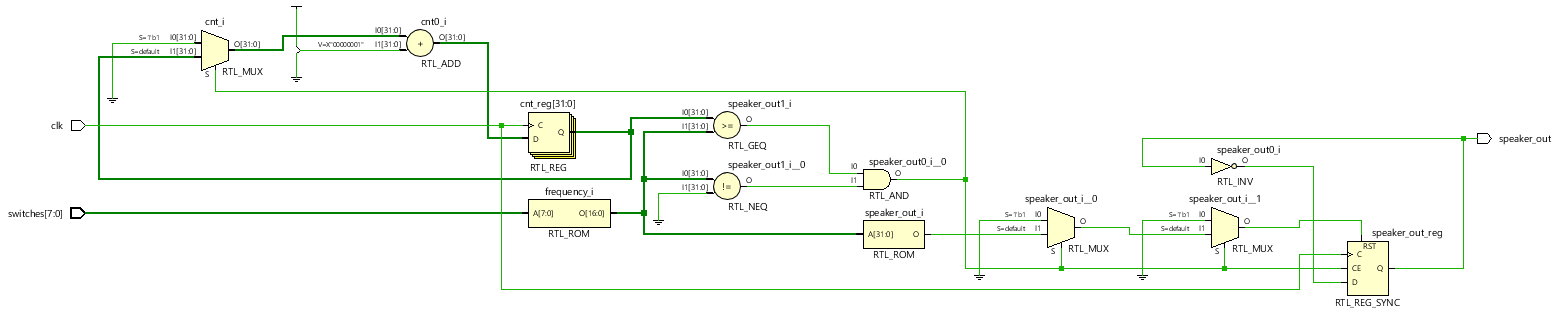 cnt_i
cnt0_i
S=1'b1 I0[31:0]
S=default I1[31:0]
O[31:0]
S
RTL_MUX
V=X"00000001"
I0[31:0]
I1[31:0]
+
O[31:0]
RTL_ADD
clk
cnt_reg[31:0]
C
D
Q
RTL_REG
speaker_out1_i
I0[31:0]
I1[31:0]
>=
O
RTL_GEQ
speaker_out1_i__0
I0[31:0]
I1[31:0]
!=
O
RTL_NEQ
speaker_out0_i__0
I0
I1
O
RTL_AND
switches[7:0]
frequency_i
A[7:0]
O[16:0]
RTL_ROM
speaker_out_i
A[31:0]
O
RTL_ROM
speaker_out_i__0
S=1'b1 I0
S=default I1
O
S
RTL_MUX
speaker_out0_i
I0
O
RTL_INV
speaker_out_i__1
S=1'b1 I0
S=default I1
O
S
RTL_MUX
speaker_out
speaker_out_reg
RST
C
CE
D
Q
RTL_REG_SYNC